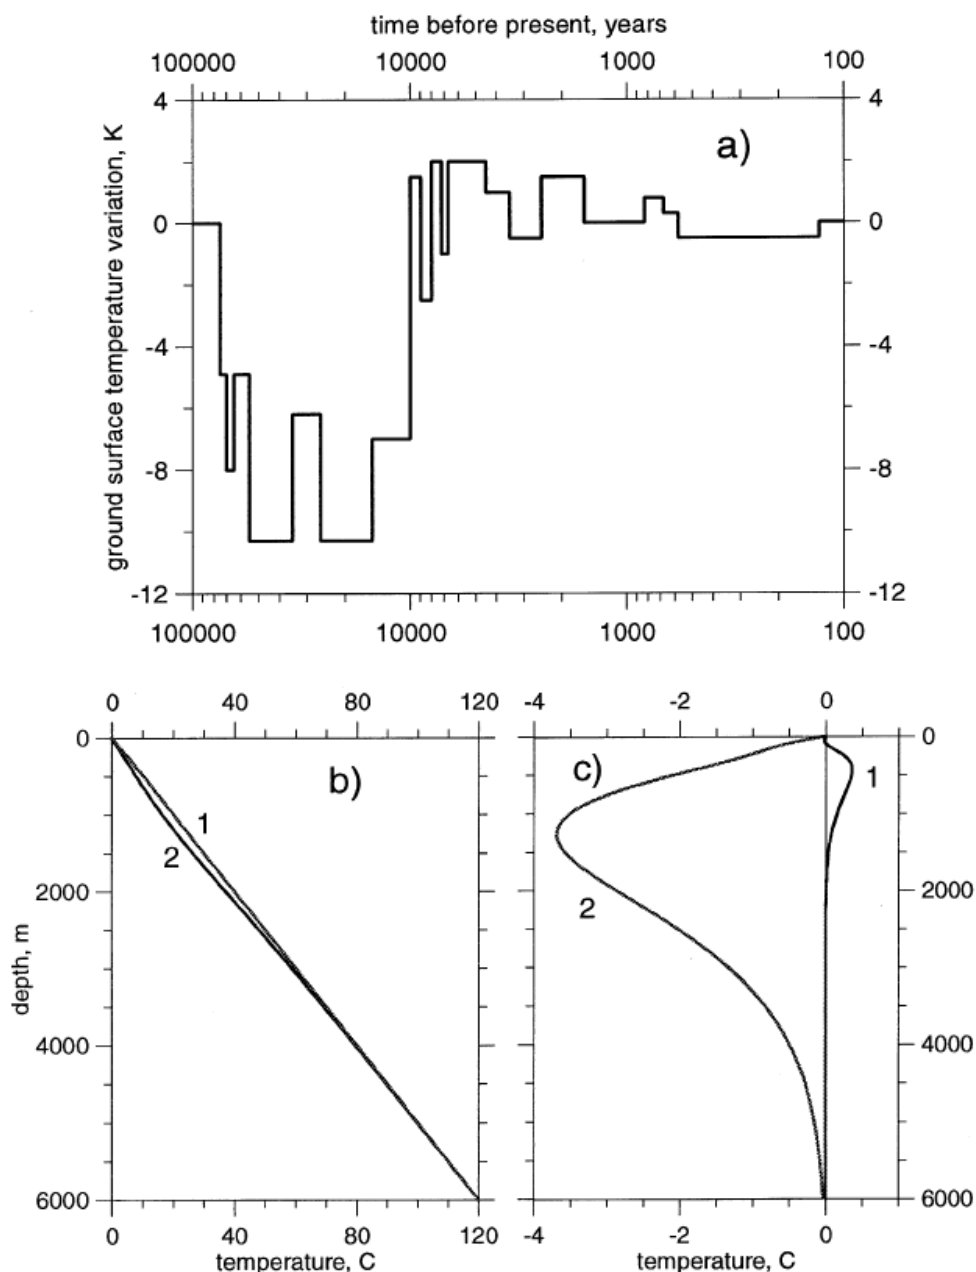 time before present, years
100000 10000 1000 100
4 4
a)
ground surface temperature variation, K
0 0
-4 -4
-8 -8
-12 -12
100000 10000 1000 100
0 40 80 120 -4 -2 0
0 0
b) c)
1 1
2 2
2000 2000
depth, m
4000 4000
6000 6000
0 40 80 120 -4 -2 0
temperature, C temperature, C